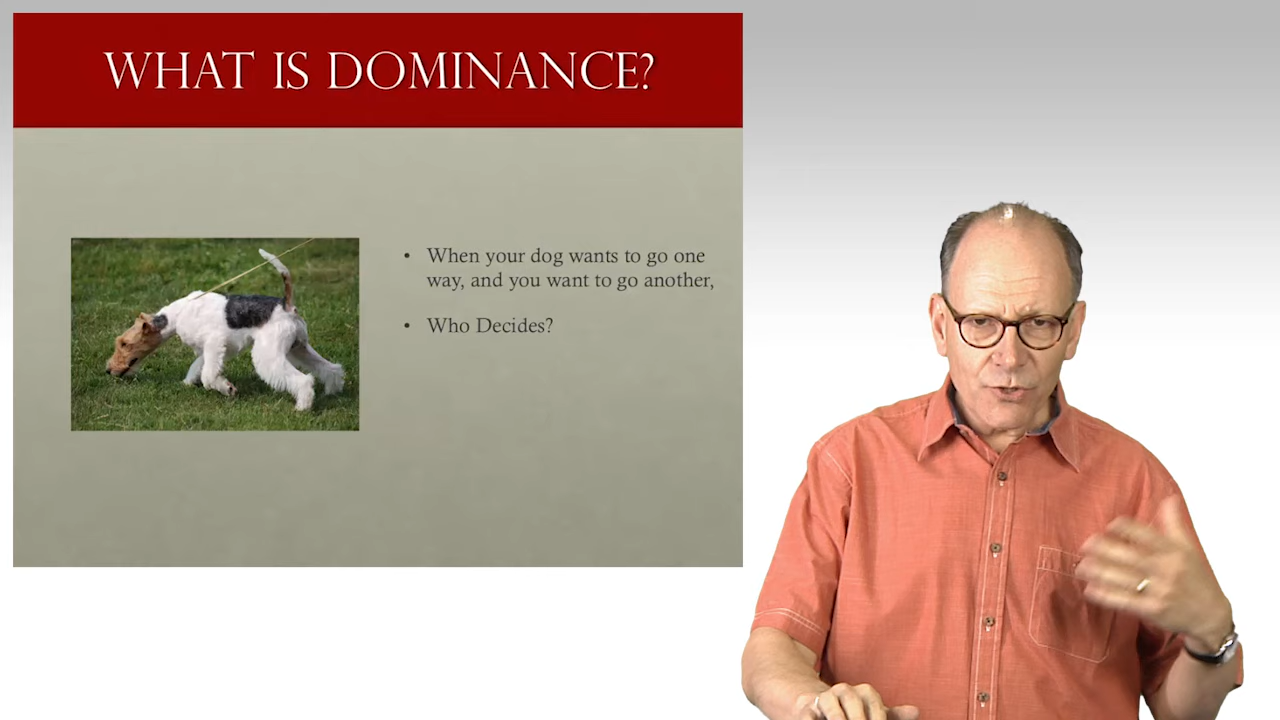 WHAT IS DOMINANCE?
• When your dog wants to go one
way, and you want to go another,
• Who Decides?